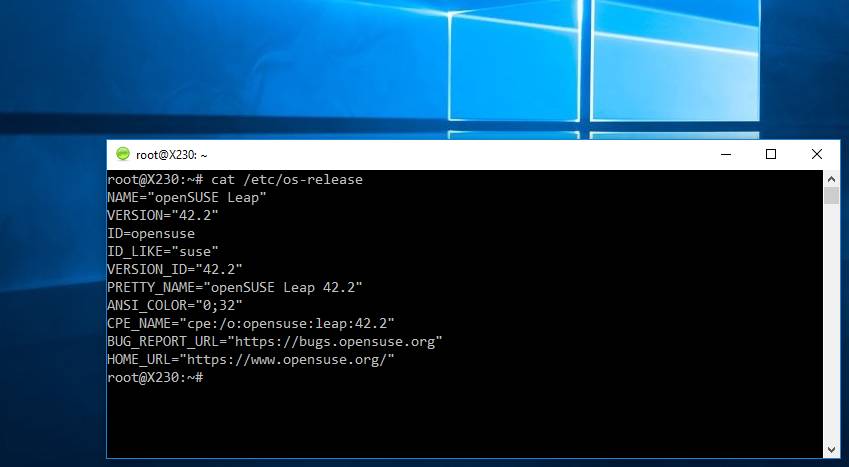 root@X230: ~
root@X230:~# cat /etc/os-release
NAME="openSUSE Leap"
VERSION="42.2"
ID=opensuse
ID_LIKE="suse"
VERSION_ID="42.2"
PRETTY_NAME="openSUSE Leap 42.2"
ANSI_COLOR="0;32"
CPE_NAME="cpe:/o:opensuse:leap:42.2"
BUG_REPORT_URL="https://bugs.opensuse.org"
HOME_URL="https://www.opensuse.org/"
root@X230:~#